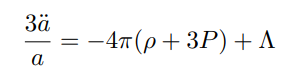 3ä/a = −4π(ρ + 3P) + Λ